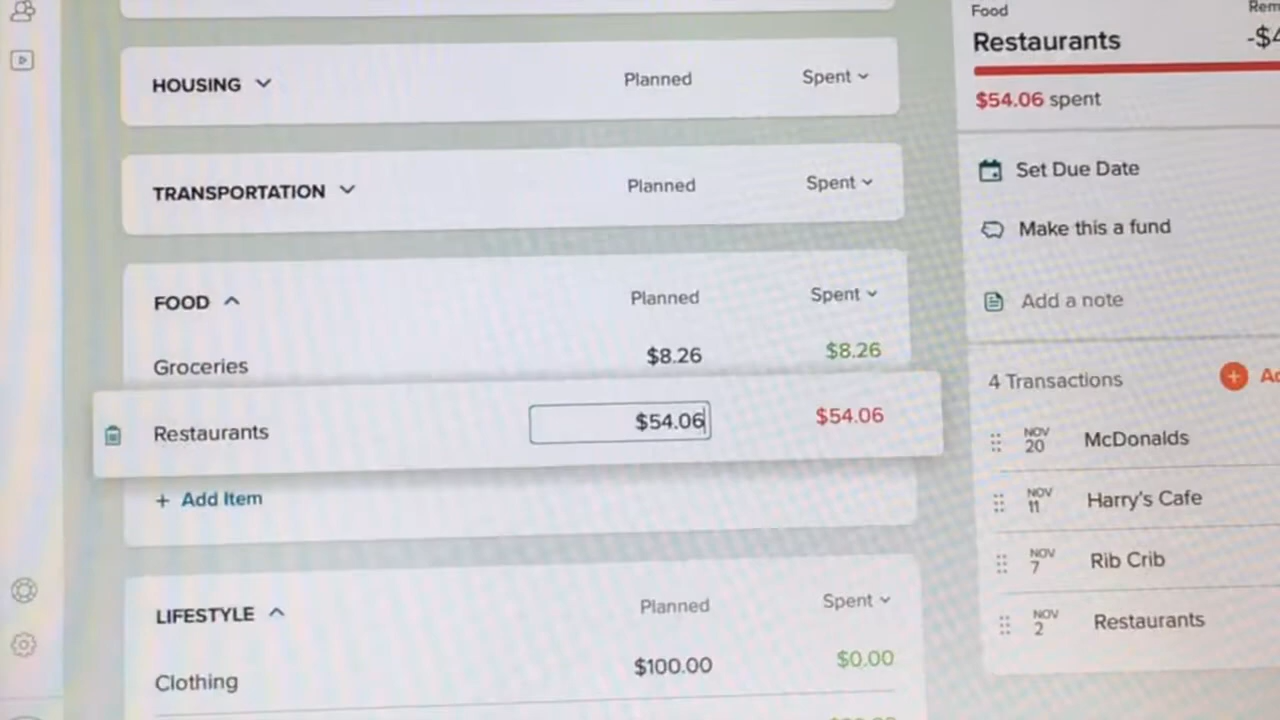 HOUSING Planned Spent
TRANSPORTATION Planned Spent
FOOD Planned Spent
Groceries $8.26 $8.26
Restaurants $54.06 $54.06
+ Add Item
LIFESTYLE Planned Spent
Clothing $100.00 $0.00
Food
Restaurants
$54.06 spent
Set Due Date
Make this a fund
Add a note
4 Transactions
NOV 20 McDonalds
NOV 11 Harry's Cafe
NOV 7 Rib Crib
NOV 2 Restaurants